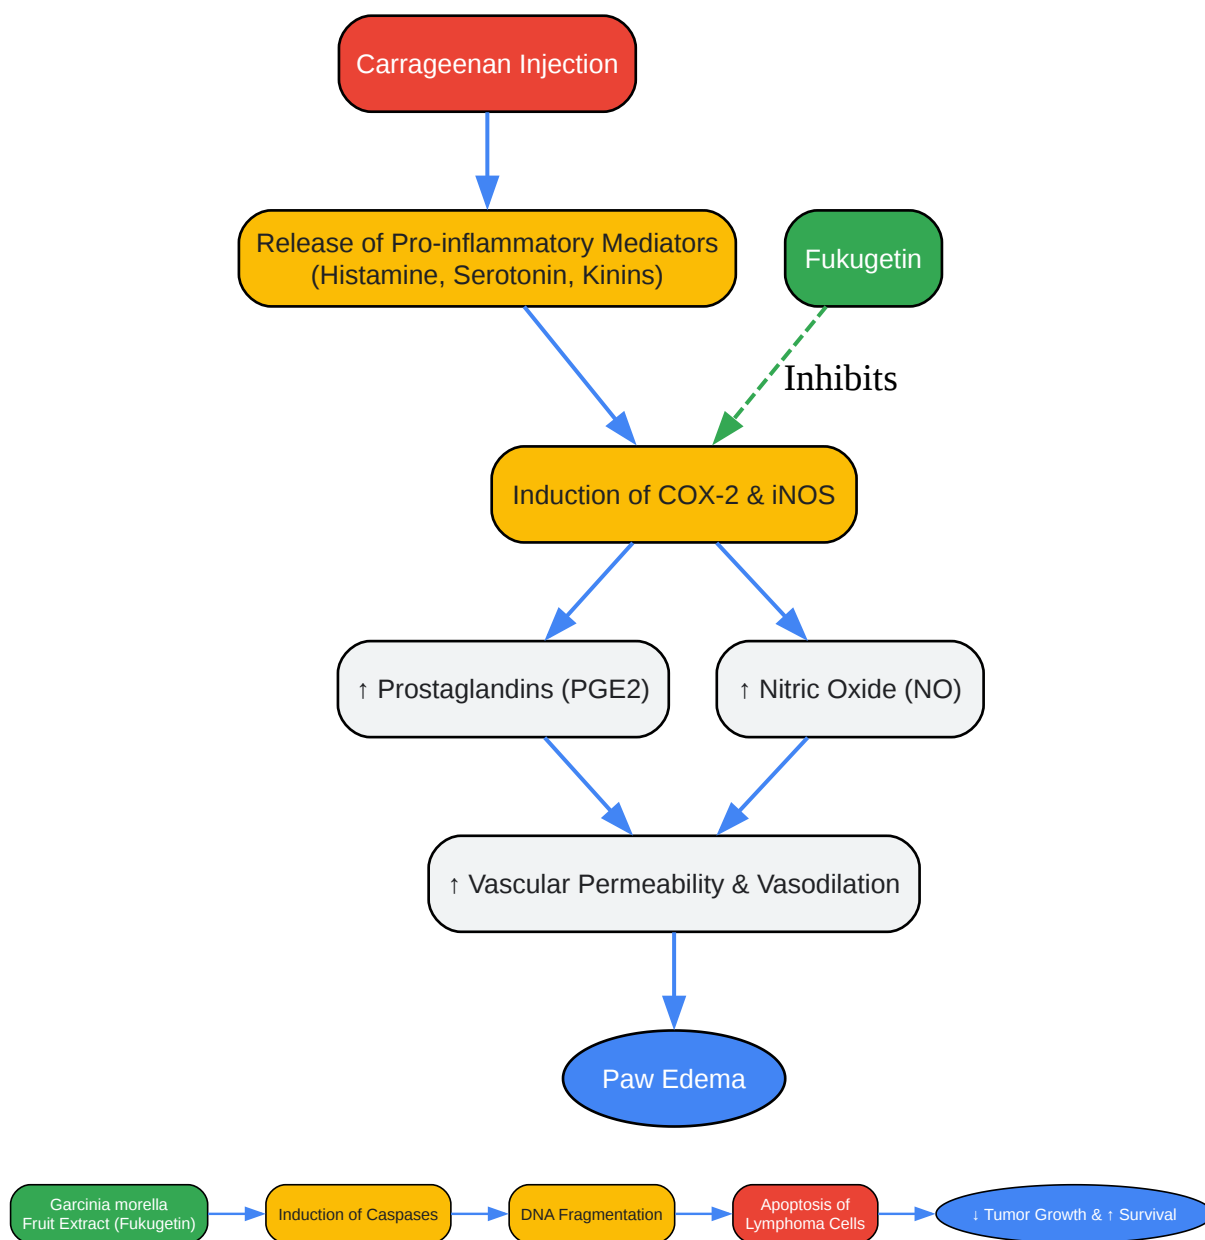 Carrageenan Injection
Release of Pro-inflammatory Mediators
(Histamine, Serotonin, Kinins)
Fukugetin
Inhibits
Induction of COX-2 & iNOS
↑ Prostaglandins (PGE2)
↑ Nitric Oxide (NO)
↑ Vascular Permeability & Vasodilation
Paw Edema
Garcinia morella
Fruit Extract (Fukugetin)
Induction of Caspases
DNA Fragmentation
Apoptosis of
Lymphoma Cells
↓ Tumor Growth & ↑ Survival